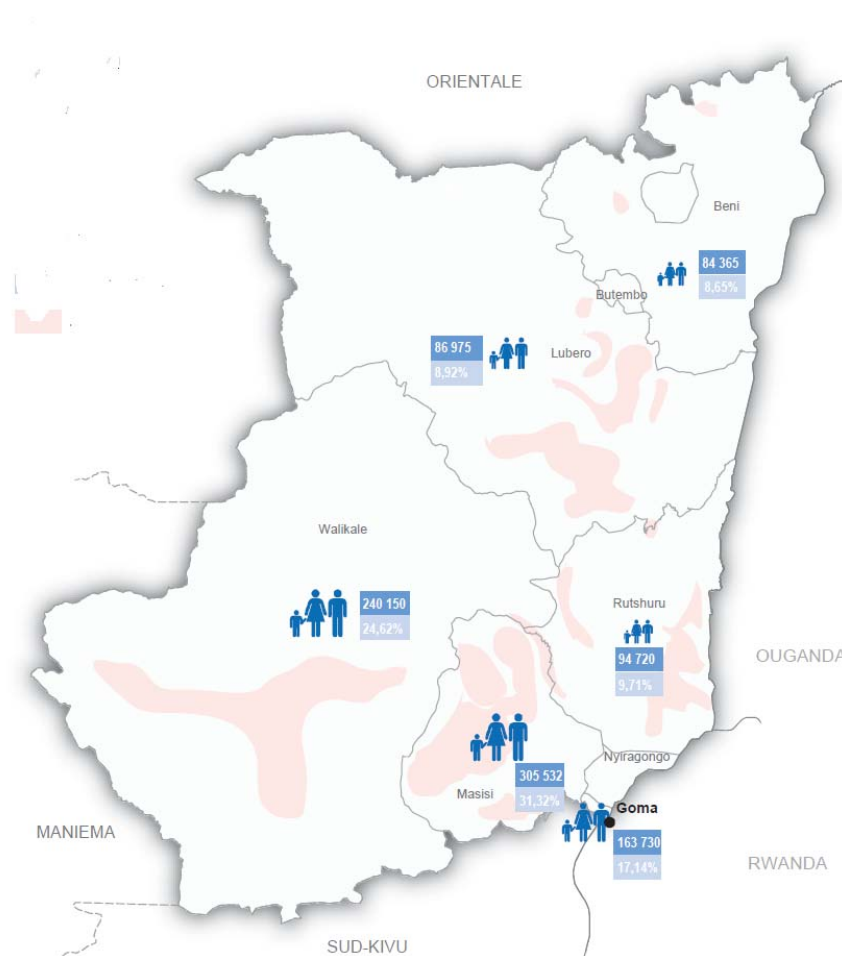 ORIENTALE
Beni
84 365
8,65%
Butembo
86 975
8,92%
Lubero
Walikale
240 150
24,62%
Rutshuru
94 720
9,71%
OUGANDA
Nyiragongo
305 532
31,32%
Masisi
Goma
163 730
17,14%
MANIEMA
RWANDA
SUD-KIVU